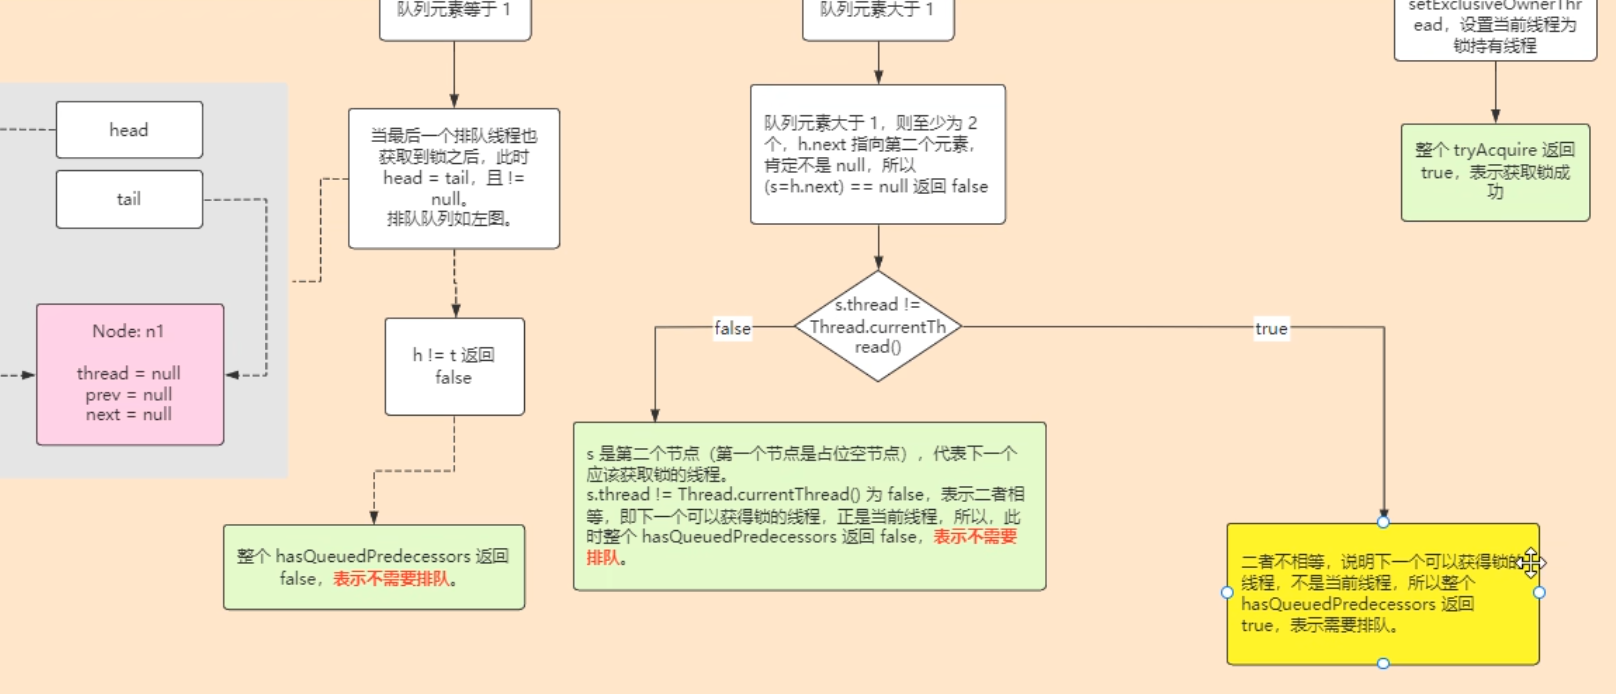 队列元素等于 1
队列元素大于 1
setExclusiveOwnerThr
ead，设置当前线程为
锁持有线程
head
tail
当最后一个排队线程也
获取到锁之后，此时
head = tail，且 !=
null。
排队队列如左图。
队列元素大于 1，则至少为 2
个，h.next 指向第二个元素，
肯定不是 null，所以
(s=h.next) == null 返回 false
整个 tryAcquire 返回
true，表示获取锁成
功
Node: n1
thread = null
prev = null
next = null
h != t 返回
false
s.thread !=
Thread.currentTh
read()
false
true
整个 hasQueuedPredecessors 返回
false，表示不需要排队。
s 是第二个节点（第一个节点是占位空节点），代表下一个
应该获取锁的线程。
s.thread != Thread.currentThread() 为 false，表示二者相
等，即下一个可以获得锁的线程，正是当前线程，所以，此
时整个 hasQueuedPredecessors 返回 false，表示不需要
排队。
二者不相等，说明下一个可以获得锁的
线程，不是当前线程，所以整个
hasQueuedPredecessors 返回
true，表示需要排队。